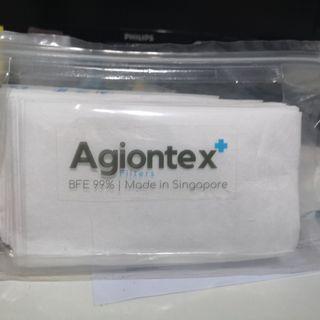 PHILIPS
Agiontex+
Filters
BFE 99% | Made in Singapore